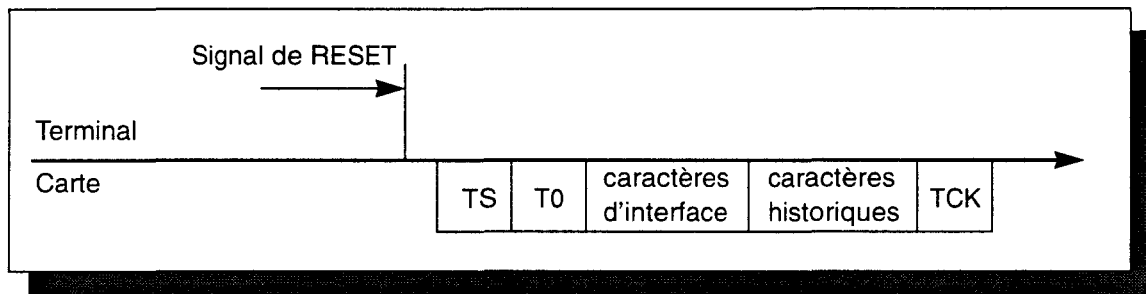 Signal de RESET
Terminal
Carte
TS
T0
caractères
d'interface
caractères
historiques
TCK